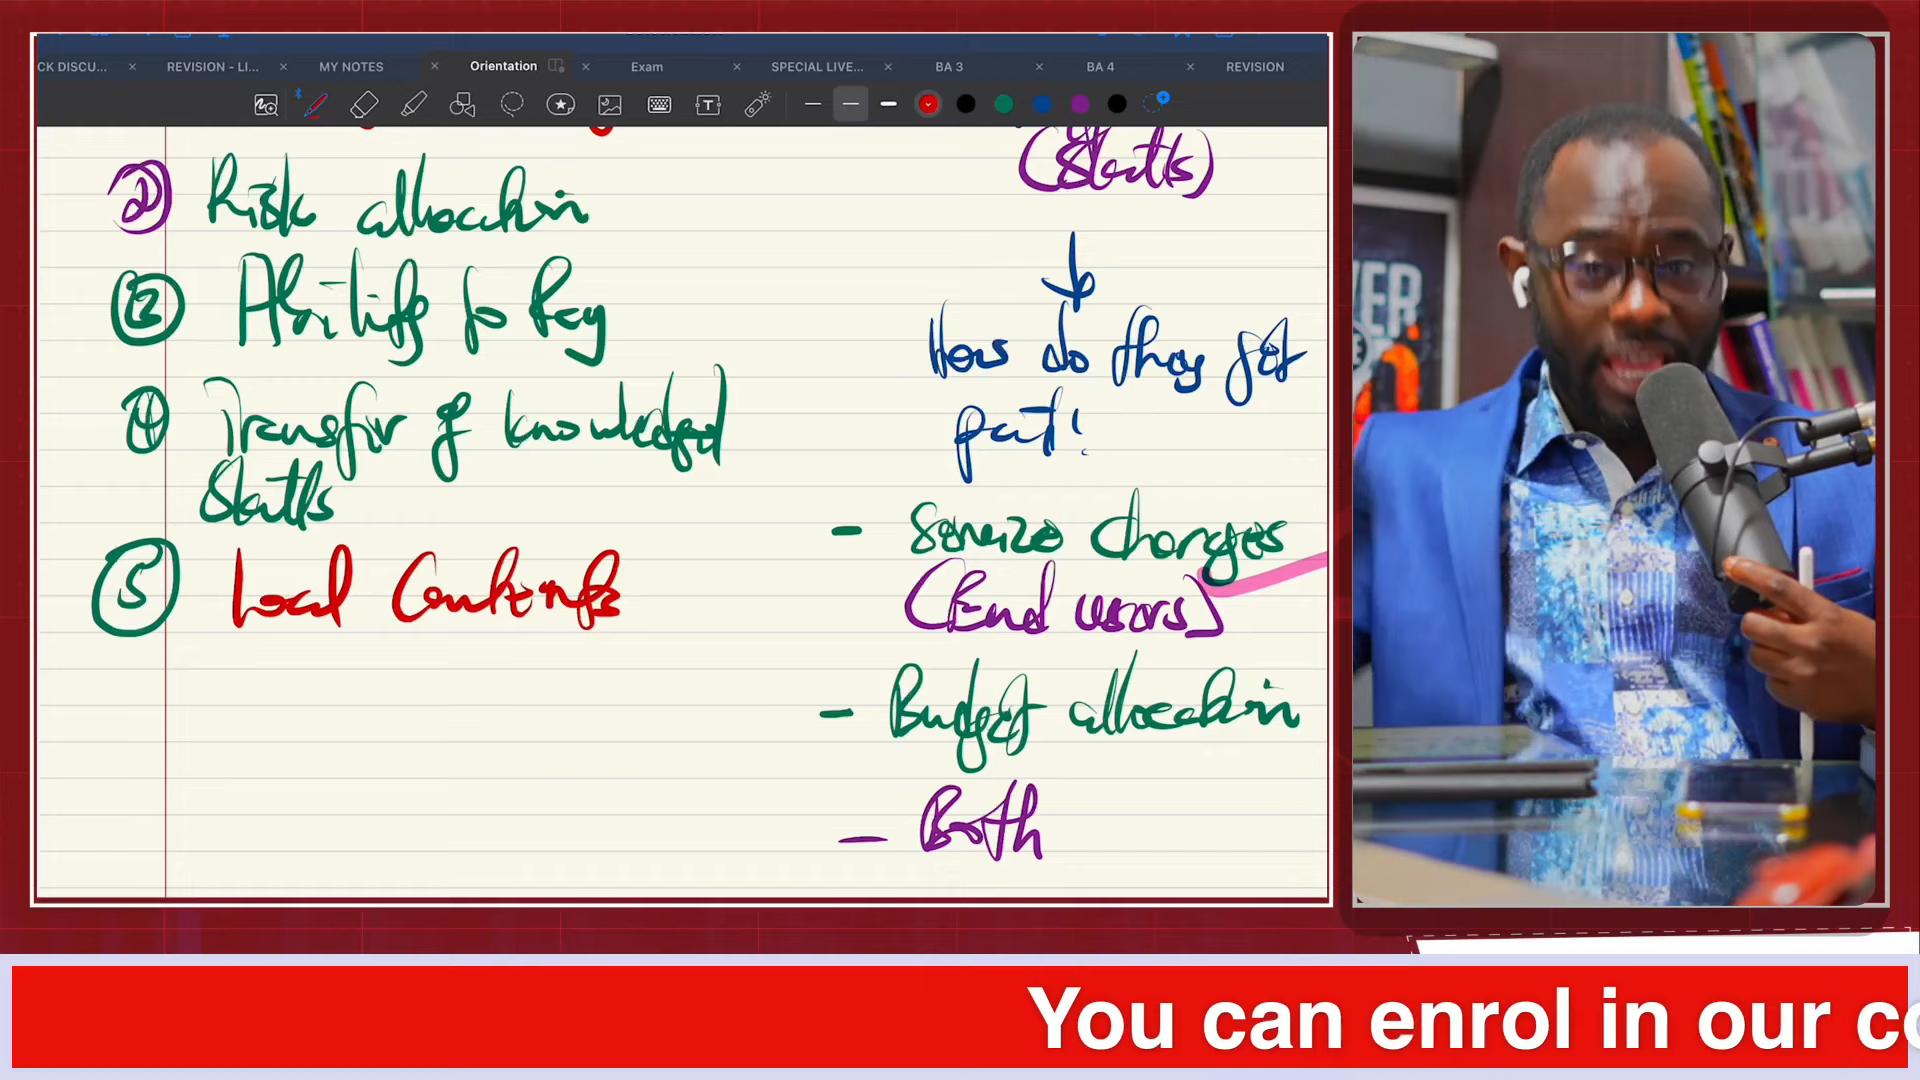 CK DISCU...
REVISION - LI...
MY NOTES
Orientation
Exam
SPECIAL LIVE...
BA 3
BA 4
REVISION
(Skills)
② Risk allocation
③ Ability to Pay
④ Transfer of knowledge
Skills
⑤ Local Contents
How do they get
paid?
- Service charges
(End users)
- Budget allocation
- Both
You can enrol in our co